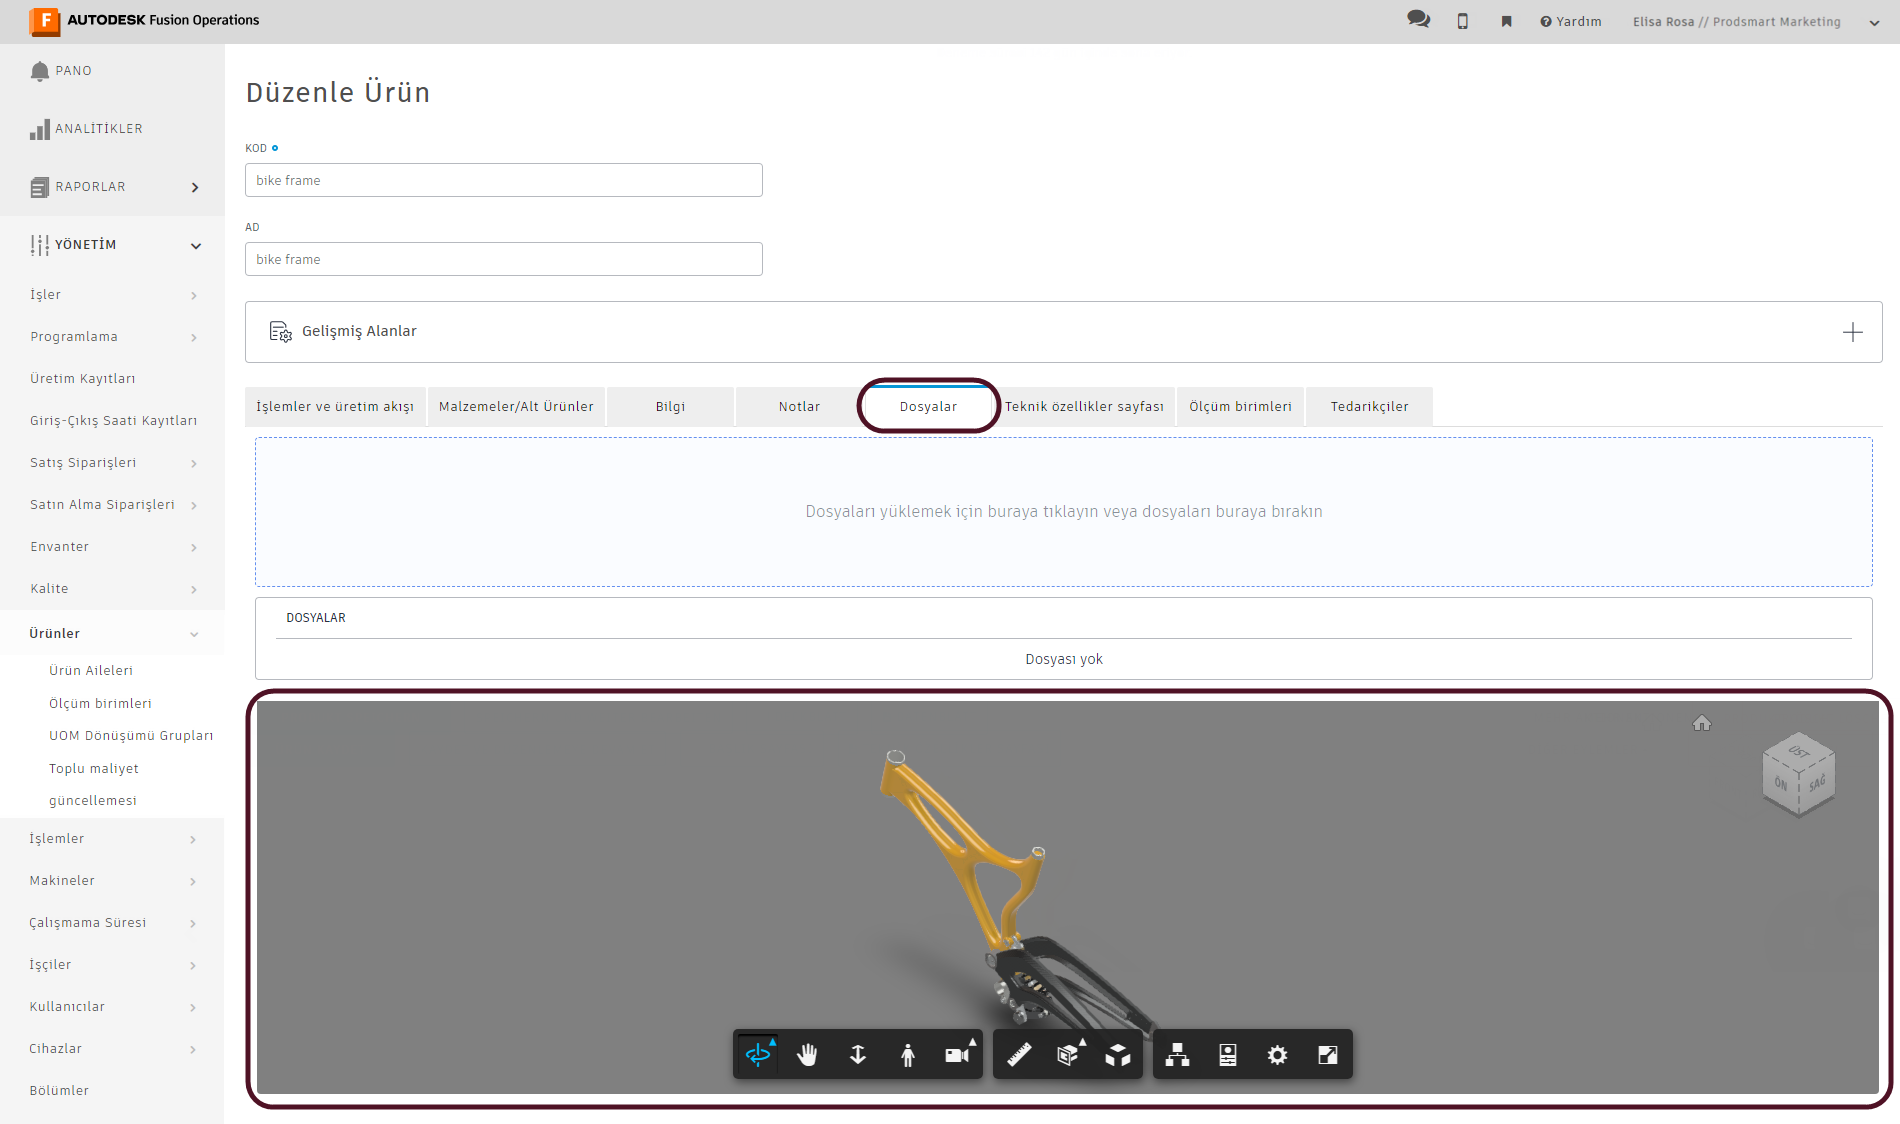 AUTODESK Fusion Operations
Yardım
Elisa Rosa // Prodsmart Marketing
PANO
ANALİTİKLER
RAPORLAR
YÖNETİM
İşler
Programlama
Üretim Kayıtları
Giriş-Çıkış Saati Kayıtları
Satış Siparişleri
Satın Alma Siparişleri
Envanter
Kalite
Ürünler
Ürün Aileleri
Ölçüm birimleri
UOM Dönüşümü Grupları
Toplu maliyet
güncellemesi
İşlemler
Makineler
Çalışmama Süresi
İşçiler
Kullanıcılar
Cihazlar
Bölümler
Düzenle Ürün
KOD
bike frame
AD
bike frame
Gelişmiş Alanlar
İşlemler ve üretim akışı
Malzemeler/Alt Ürünler
Bilgi
Notlar
Dosyalar
Teknik özellikler sayfası
Ölçüm birimleri
Tedarikçiler
Dosyaları yüklemek için buraya tıklayın veya dosyaları buraya bırakın
DOSYALAR
Dosyası yok
ÜST
ÖN
SAĞ